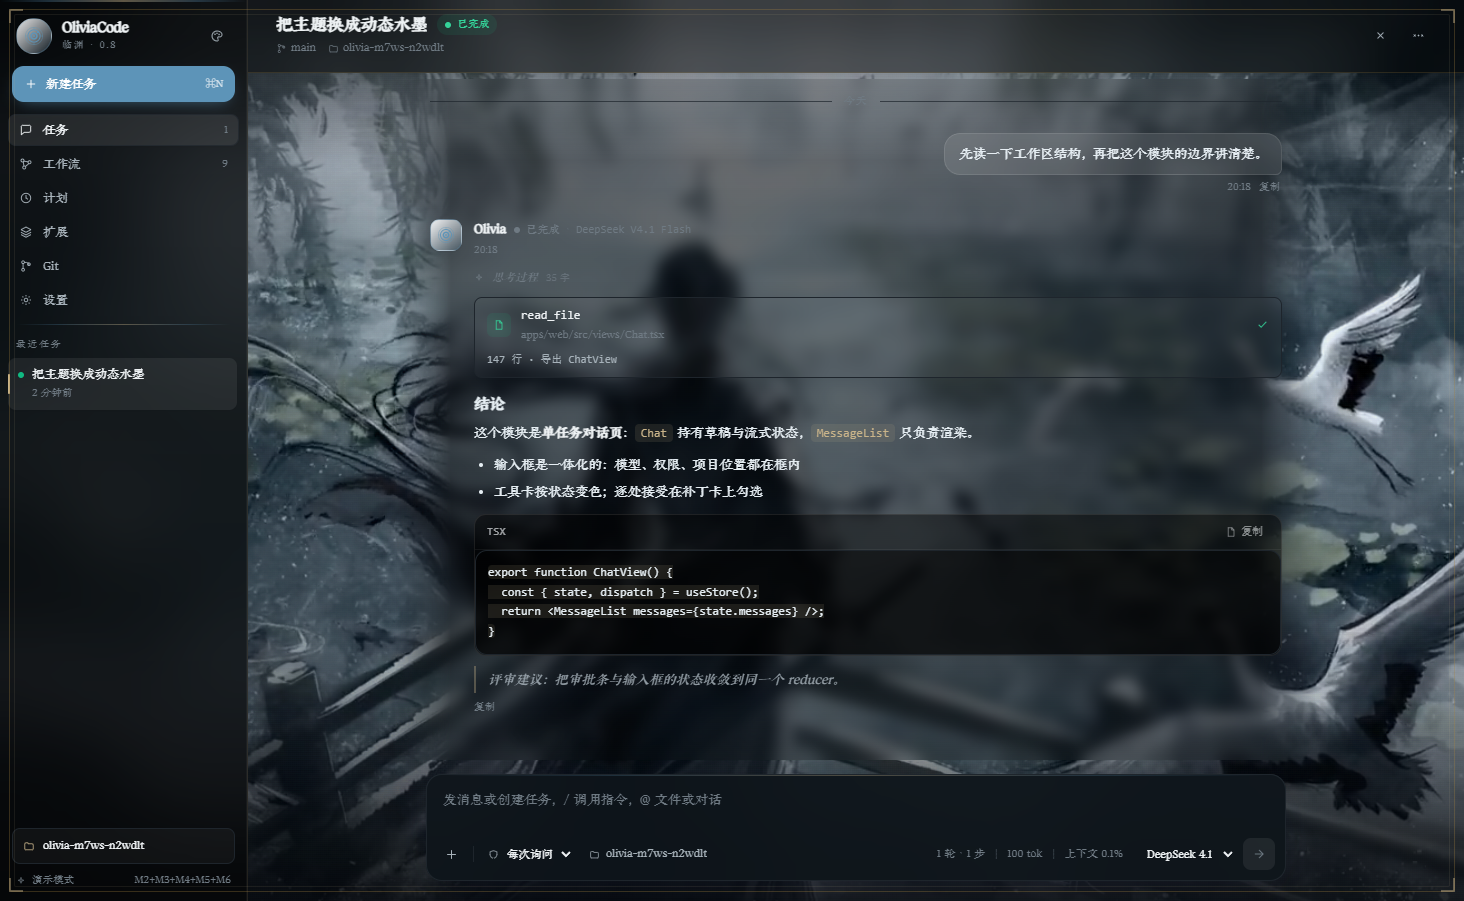 OliviaCode
临渊 · 0.8
新建任务 ⌘N
任务 1
工作流 9
计划
扩展
Git
设置
最近任务
把主题换成动态水墨
2 分钟前
olivia-m7ws-n2wdlt
演示模式 M2+M3+M4+M5+M6
把主题换成动态水墨 已完成
main olivia-m7ws-n2wdlt
先读一下工作区结构，再把这个模块的边界讲清楚。
20:18 复制
Olivia 已完成 DeepSeek V4.1 Flash
20:18
思考过程 35 字
read_file
apps/web/src/views/Chat.tsx
147 行 · 导出 ChatView
结论
这个模块是单任务对话页： Chat 持有草稿与流式状态， MessageList 只负责渲染。
• 输入框是一体化的：模型、权限、项目位置都在框内
• 工具卡按状态变色；逐处接受在补丁卡上勾选
TSX 复制
export function ChatView() {
  const { state, dispatch } = useStore();
  return <MessageList messages={state.messages} />;
}
评审建议：把审批条与输入框的状态收敛到同一个 reducer。
复制
发消息或创建任务，/ 调用指令，@ 文件或对话
每次询问 olivia-m7ws-n2wdlt 1 轮 · 1 步 | 100 tok | 上下文 0.1% DeepSeek 4.1